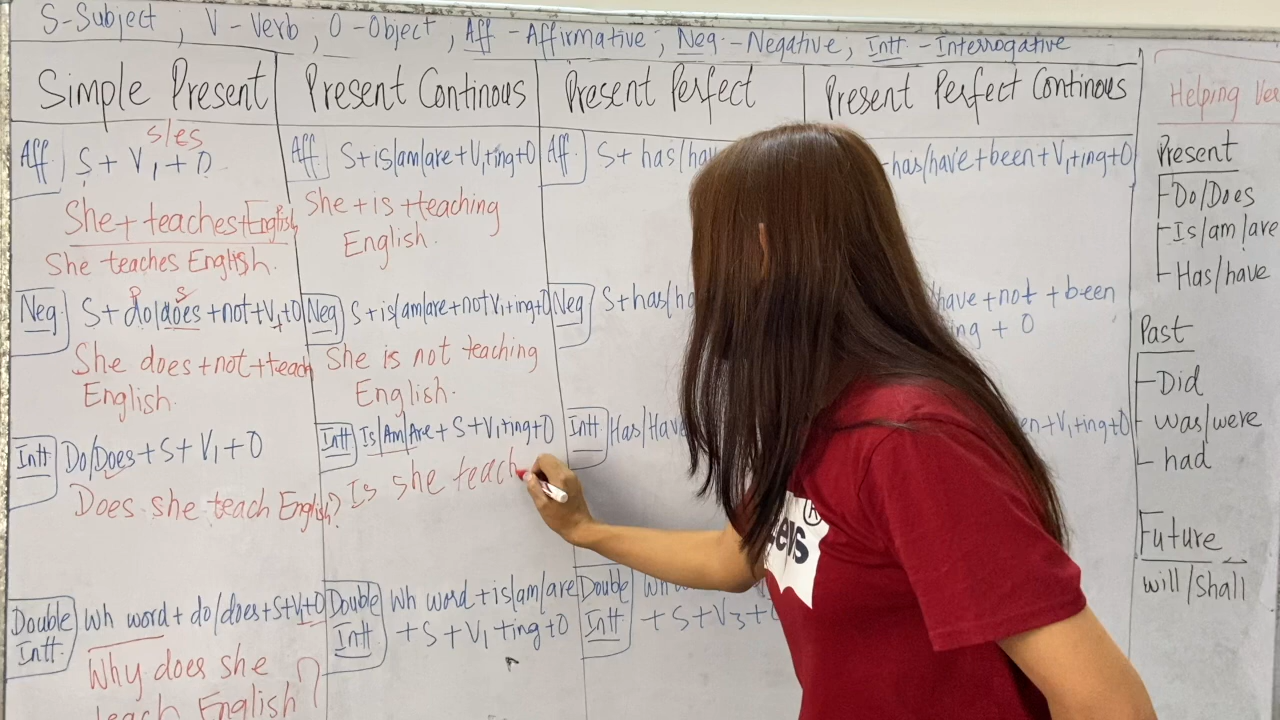 S-Subject, V-Verb, O-Object, Aff-Affirmative, Neg-Negative, Intt-Interrogative
Simple Present
s/es
Aff S+V1+O
She+teaches+English
She teaches English.
P S
Neg S+do/does+not+V1+O
She does+not+teach
English.
Intt Do/Does+S+V1+O
Does she teach English?
Double Intt. Wh word+do/does+S+V1+O
Why does she
teach English?
Present Continous
Aff S+is/am/are+V1+ing+O
She+is+teaching
English.
Neg S+is/am/are+notV1+ing+O
She is not teaching
English.
Intt Is/Am/Are+S+V1+ing+O
Is she teach
Double Intt Wh word+is/am/are
+S+V1+ing+O
Present Perfect
Aff S+has/hav
Neg S+has/ha
Intt Has/Have
Double Intt
+S+V3+
Present Perfect Continous
has/have+been+V1+ing+O
have+not+been
ing+O
en+V1+ing+O
Helping Ver
Present
Do/Does
Is/am/are
Has/have
Past
Did
was/were
had
Future
will/shall
®